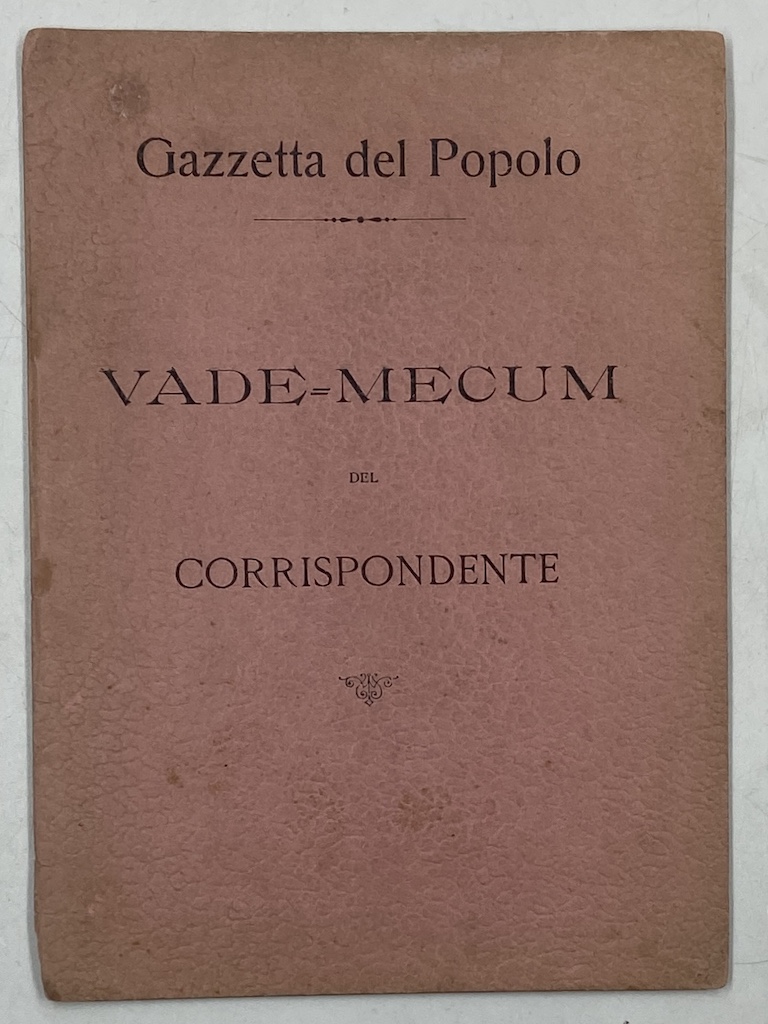 Gazzetta del Popolo
VADE=MECUM
DEL
CORRISPONDENTE